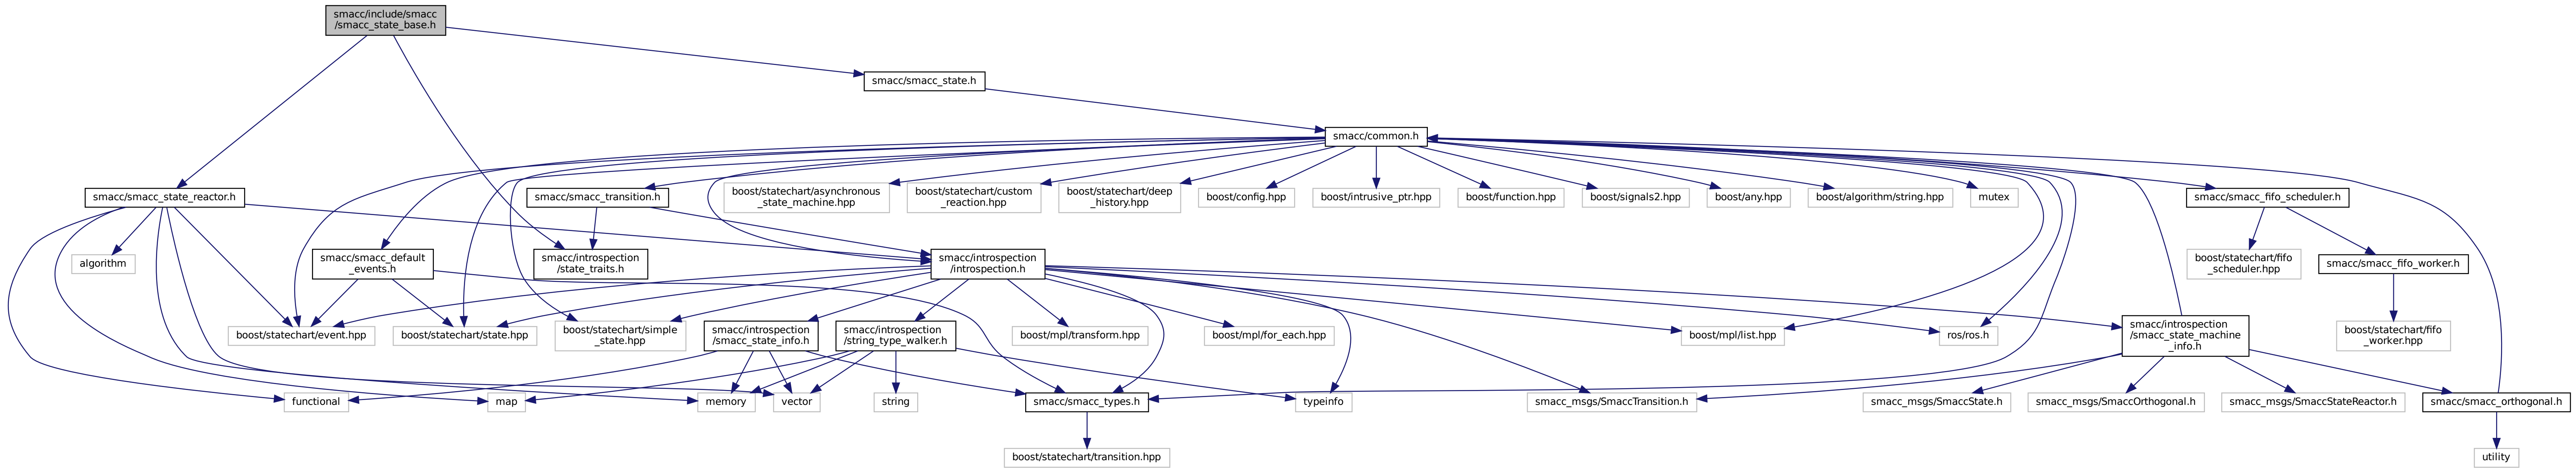 smacc/include/smacc
/smacc_state_base.h
smacc/smacc_state.h
smacc/common.h
smacc/smacc_state_reactor.h
smacc/smacc_transition.h
boost/statechart/asynchronous
_state_machine.hpp
boost/statechart/custom
_reaction.hpp
boost/statechart/deep
_history.hpp
boost/config.hpp
boost/intrusive_ptr.hpp
boost/function.hpp
boost/signals2.hpp
boost/any.hpp
boost/algorithm/string.hpp
mutex
smacc/smacc_fifo_scheduler.h
algorithm
smacc/smacc_default
_events.h
smacc/introspection
/state_traits.h
smacc/introspection
/introspection.h
boost/statechart/fifo
_scheduler.hpp
smacc/smacc_fifo_worker.h
boost/statechart/event.hpp
boost/statechart/state.hpp
boost/statechart/simple
_state.hpp
smacc/introspection
/smacc_state_info.h
smacc/introspection
/string_type_walker.h
boost/mpl/transform.hpp
boost/mpl/for_each.hpp
boost/mpl/list.hpp
ros/ros.h
smacc/introspection
/smacc_state_machine
_info.h
boost/statechart/fifo
_worker.hpp
functional
map
memory
vector
string
smacc/smacc_types.h
typeinfo
smacc_msgs/SmaccTransition.h
smacc_msgs/SmaccState.h
smacc_msgs/SmaccOrthogonal.h
smacc_msgs/SmaccStateReactor.h
smacc/smacc_orthogonal.h
boost/statechart/transition.hpp
utility